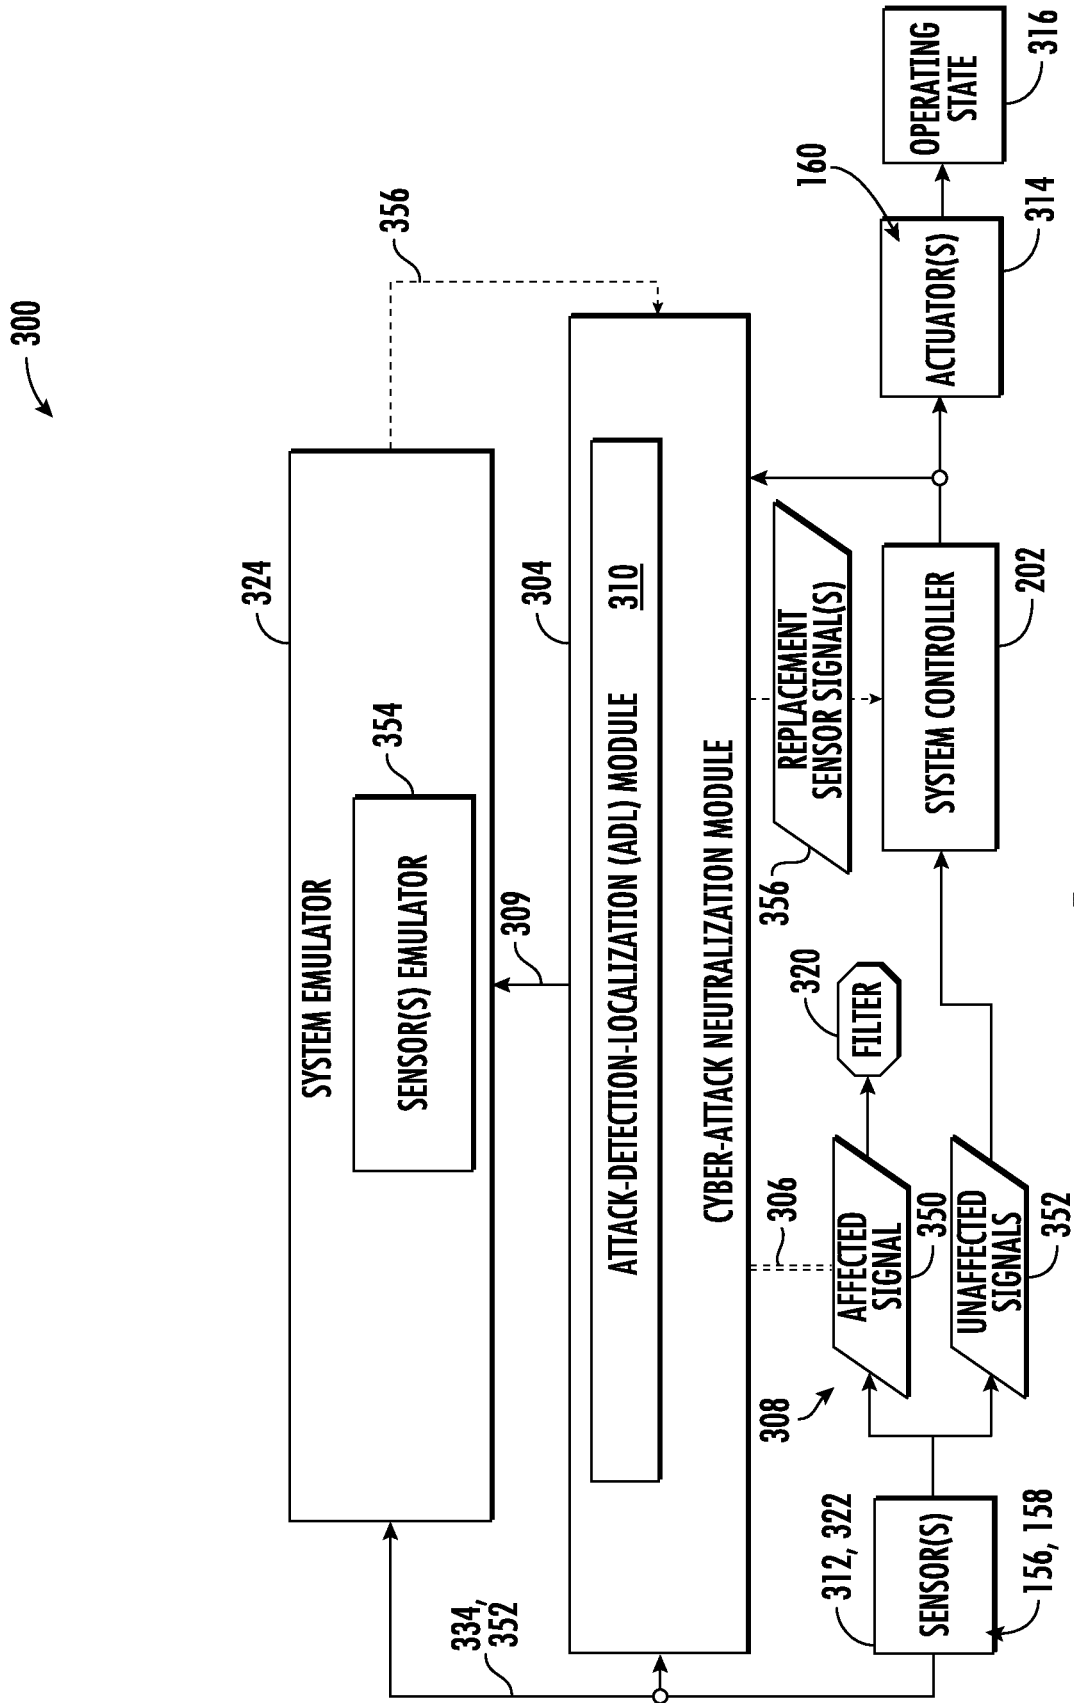 300
324
SYSTEM EMULATOR
354
SENSOR(S) EMULATOR
356
334,
352
309
304
ATTACK-DETECTION-LOCALIZATION (ADL) MODULE 310
CYBER-ATTACK NEUTRALIZATION MODULE
306
308
356
REPLACEMENT
SENSOR SIGNAL(S)
312, 322
SENSOR(S)
156, 158
AFFECTED
SIGNAL
350
320
FILTER
UNAFFECTED
SIGNALS
352
SYSTEM CONTROLLER
202
160
ACTUATOR(S)
314
OPERATING
STATE
316